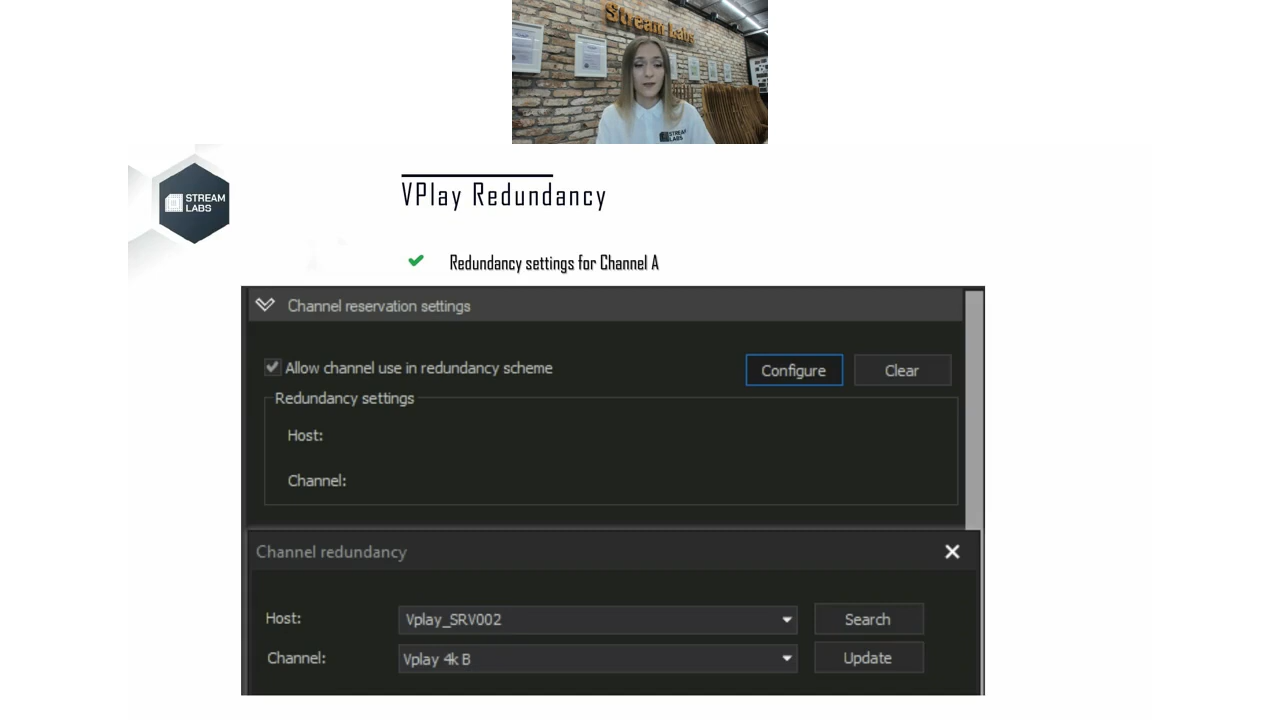 Stream Labs
STREAM
LABS
STREAM
LABS
VPlay Redundancy
Redundancy settings for Channel A
Channel reservation settings
Allow channel use in redundancy scheme
Configure
Clear
Redundancy settings
Host:
Channel:
Channel redundancy
Host:
Vplay_SRV002
Search
Channel:
Vplay 4k B
Update